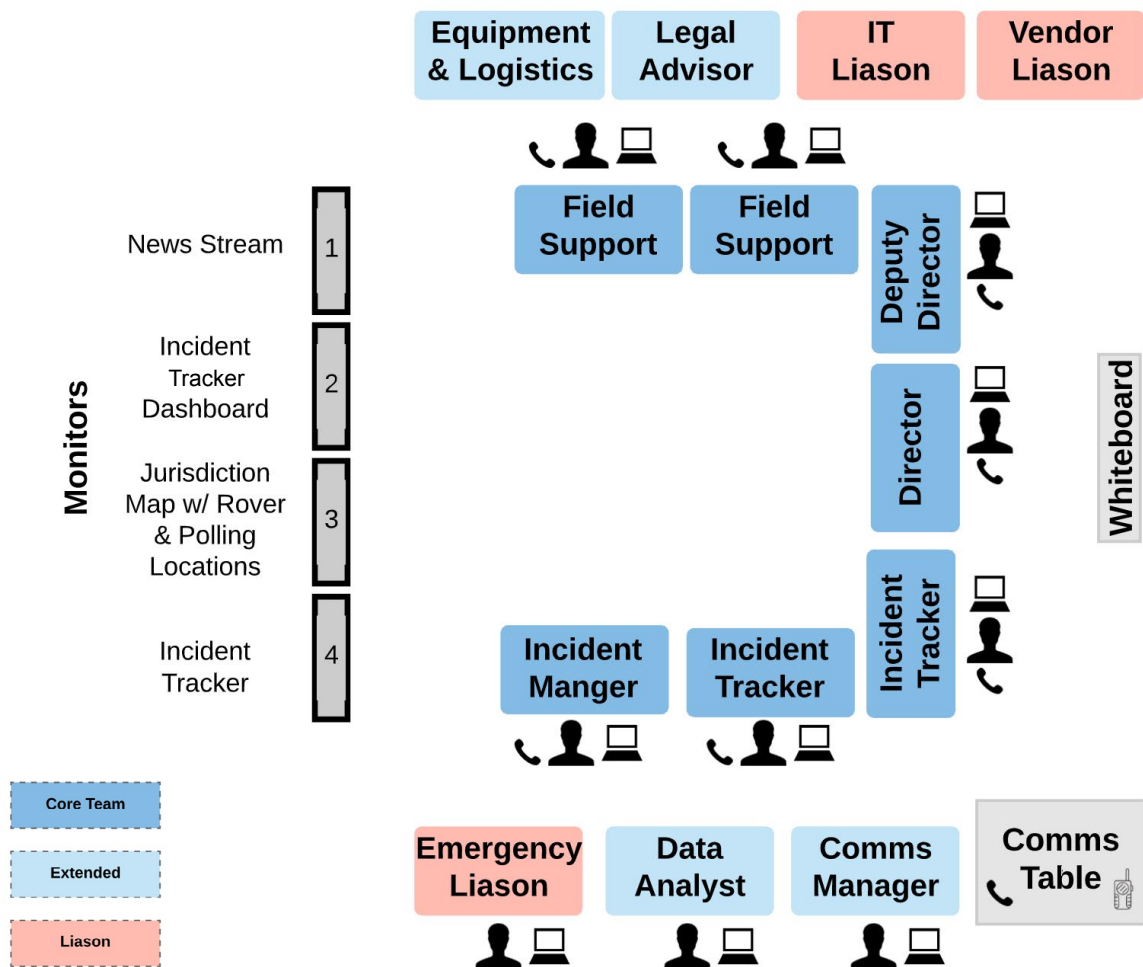 Equipment
& Logistics
Legal
Advisor
IT
Liason
Vendor
Liason
Field
Support
Field
Support
Deputy
Director
Director
Incident
Tracker
Whiteboard
Monitors
News Stream
1
Incident
Tracker
Dashboard
2
Jurisdiction
Map w/ Rover
& Polling
Locations
3
Incident
Tracker
4
Incident
Manger
Incident
Tracker
Core Team
Extended
Liason
Emergency
Liason
Data
Analyst
Comms
Manager
Comms
Table